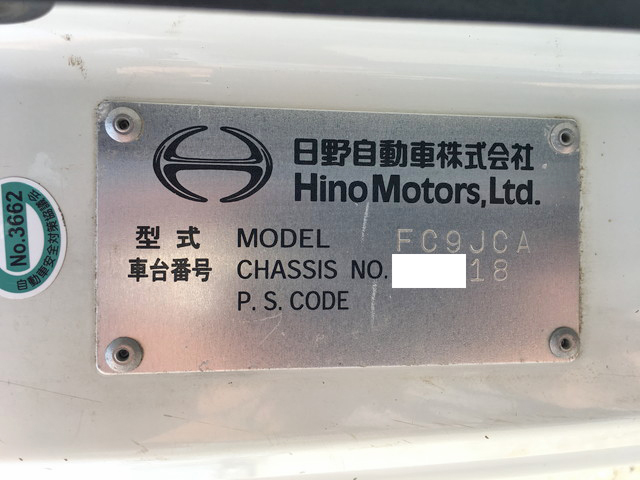 日野自動車株式会社
Hino Motors, Ltd.
型式 MODEL FC9JCA
車台番号 CHASSIS NO. 18
P.S. CODE
No.3662